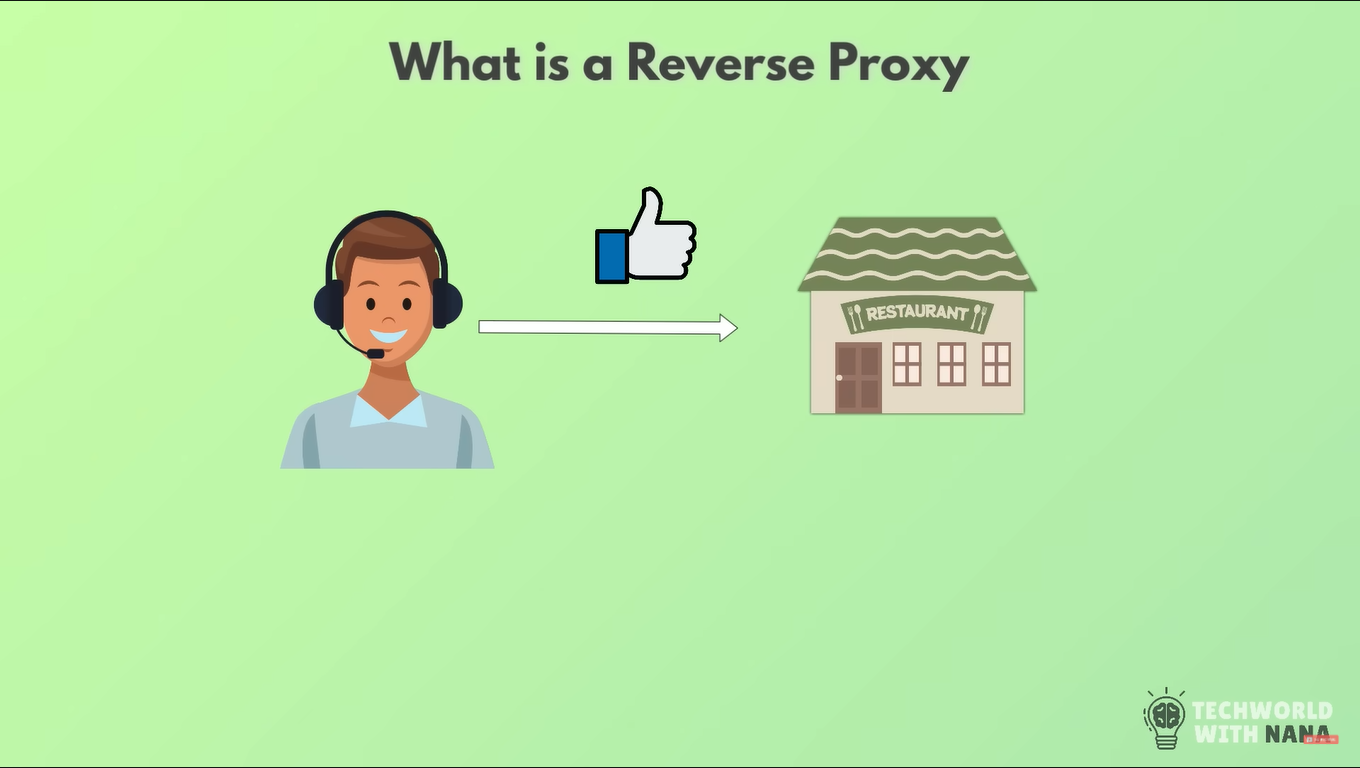 What is a Reverse Proxy
RESTAURANT
TECHWORLD
WITH NANA